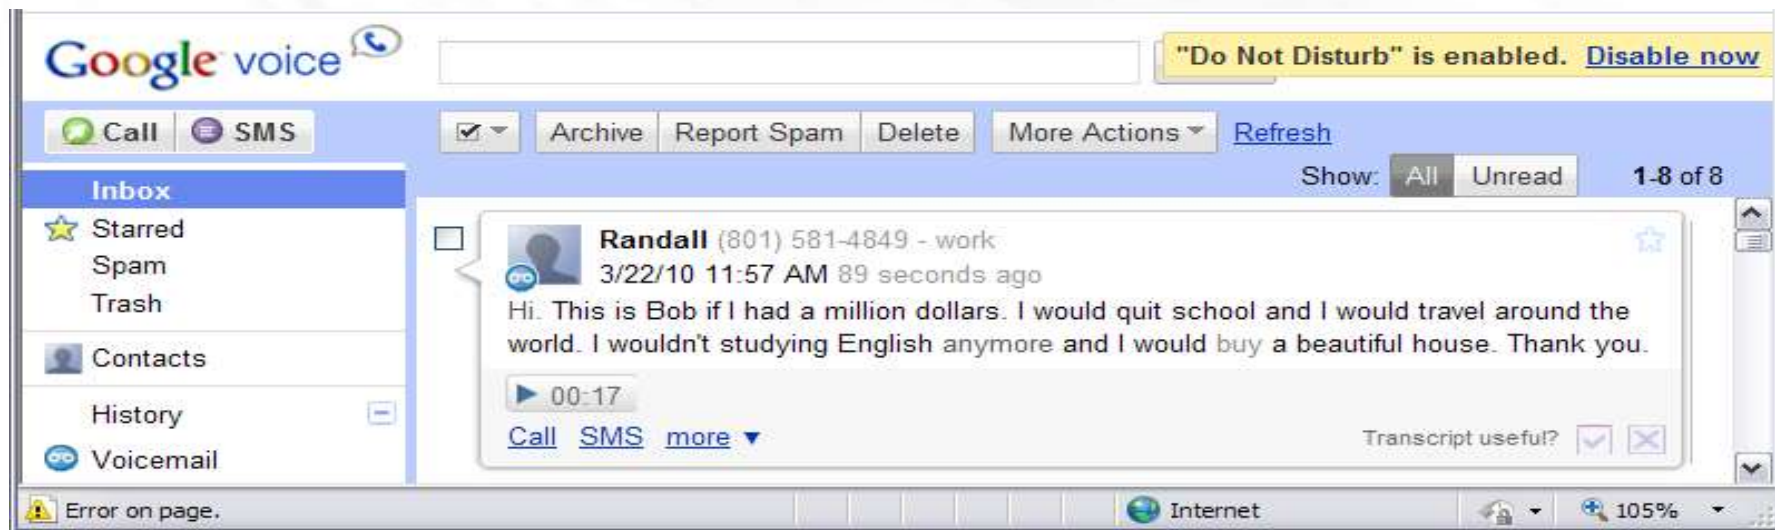 Google voice
"Do Not Disturb" is enabled. Disable now
Call SMS
Archive Report Spam Delete More Actions Refresh
Show: All Unread 1-8 of 8
Inbox
Starred
Spam
Trash
Contacts
History
Voicemail
Randall (801) 581-4849 - work
3/22/10 11:57 AM 89 seconds ago
Hi. This is Bob if I had a million dollars. I would quit school and I would travel around the
world. I wouldn't studying English anymore and I would buy a beautiful house. Thank you.
00:17
Call SMS more
Transcript useful?
Error on page. Internet 105%